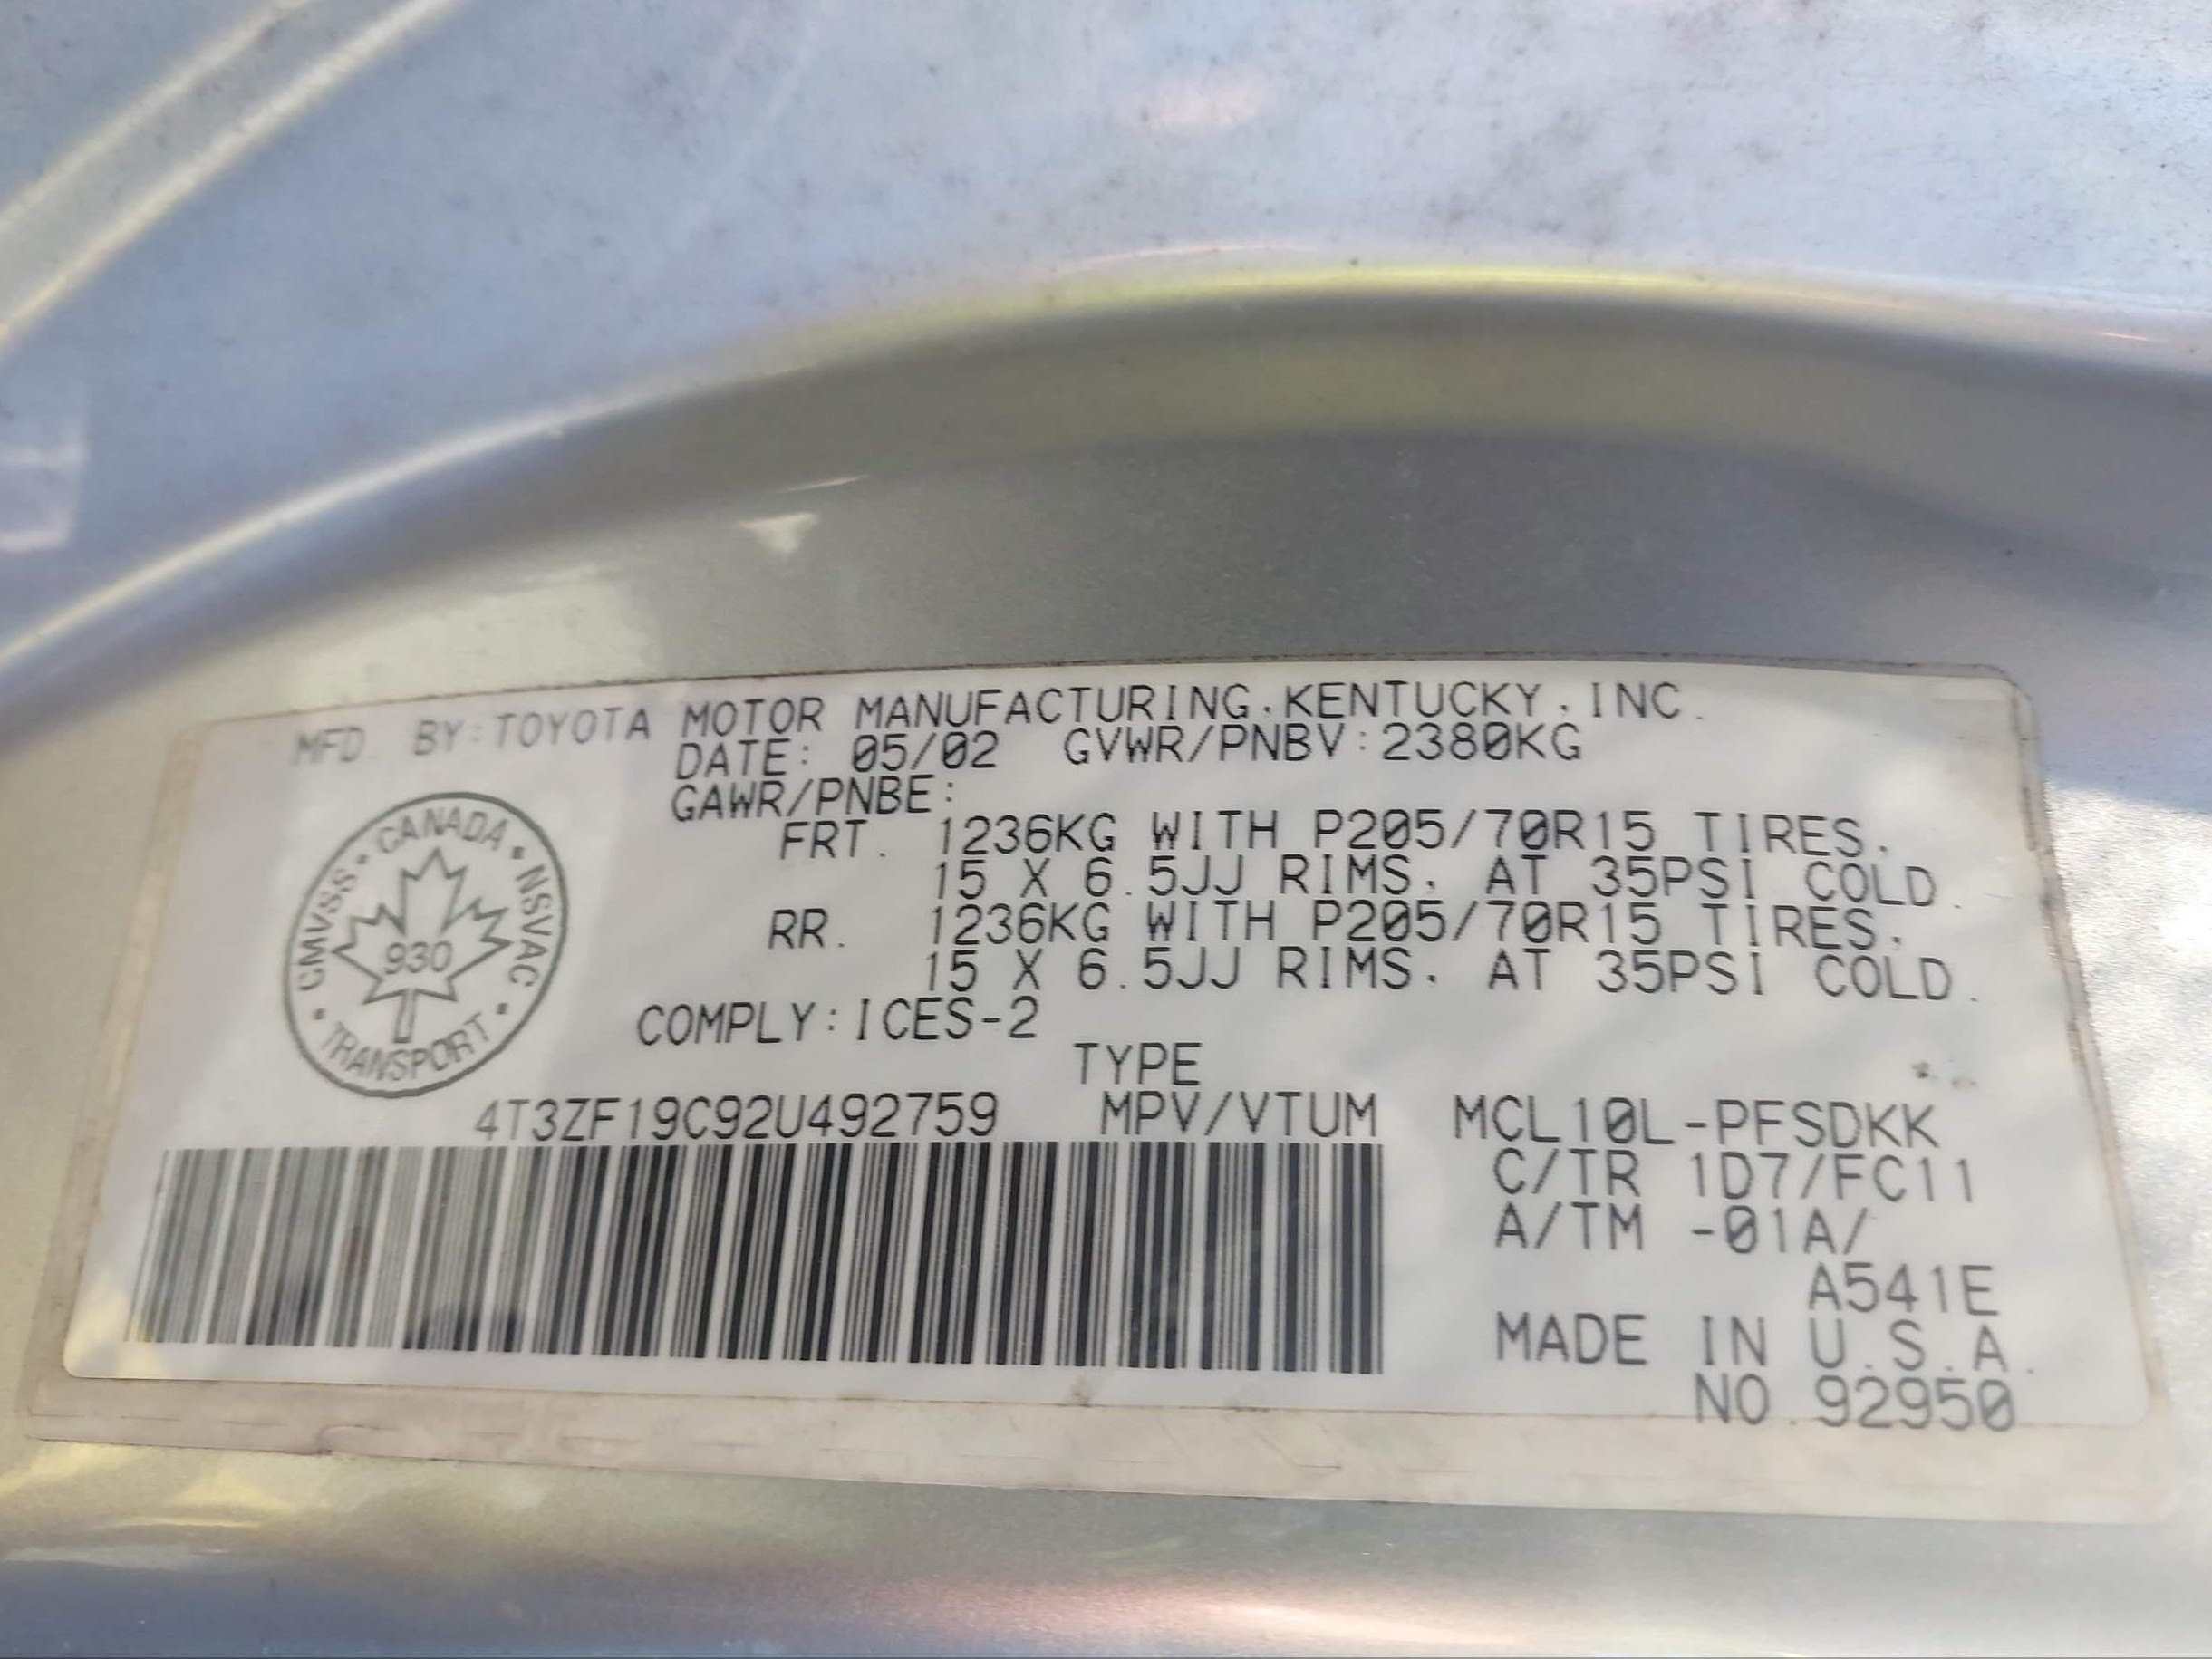 MFD. BY:TOYOTA MOTOR MANUFACTURING,KENTUCKY,INC.
DATE: 05/02 GVWR/PNBV:2380KG
GAWR/PNBE:
FRT. 1236KG WITH P205/70R15 TIRES,
15 X 6.5JJ RIMS, AT 35PSI COLD.
RR. 1236KG WITH P205/70R15 TIRES,
15 X 6.5JJ RIMS, AT 35PSI COLD.
CANADA • NSVAC • TRANSPORT • CMVSS •
930
COMPLY:ICES-2
TYPE
4T3ZF19C92U492759 MPV/VTUM MCL10L-PFSDKK
C/TR 1D7/FC11
A/TM -01A/
A541E
MADE IN U.S.A.
NO.92950